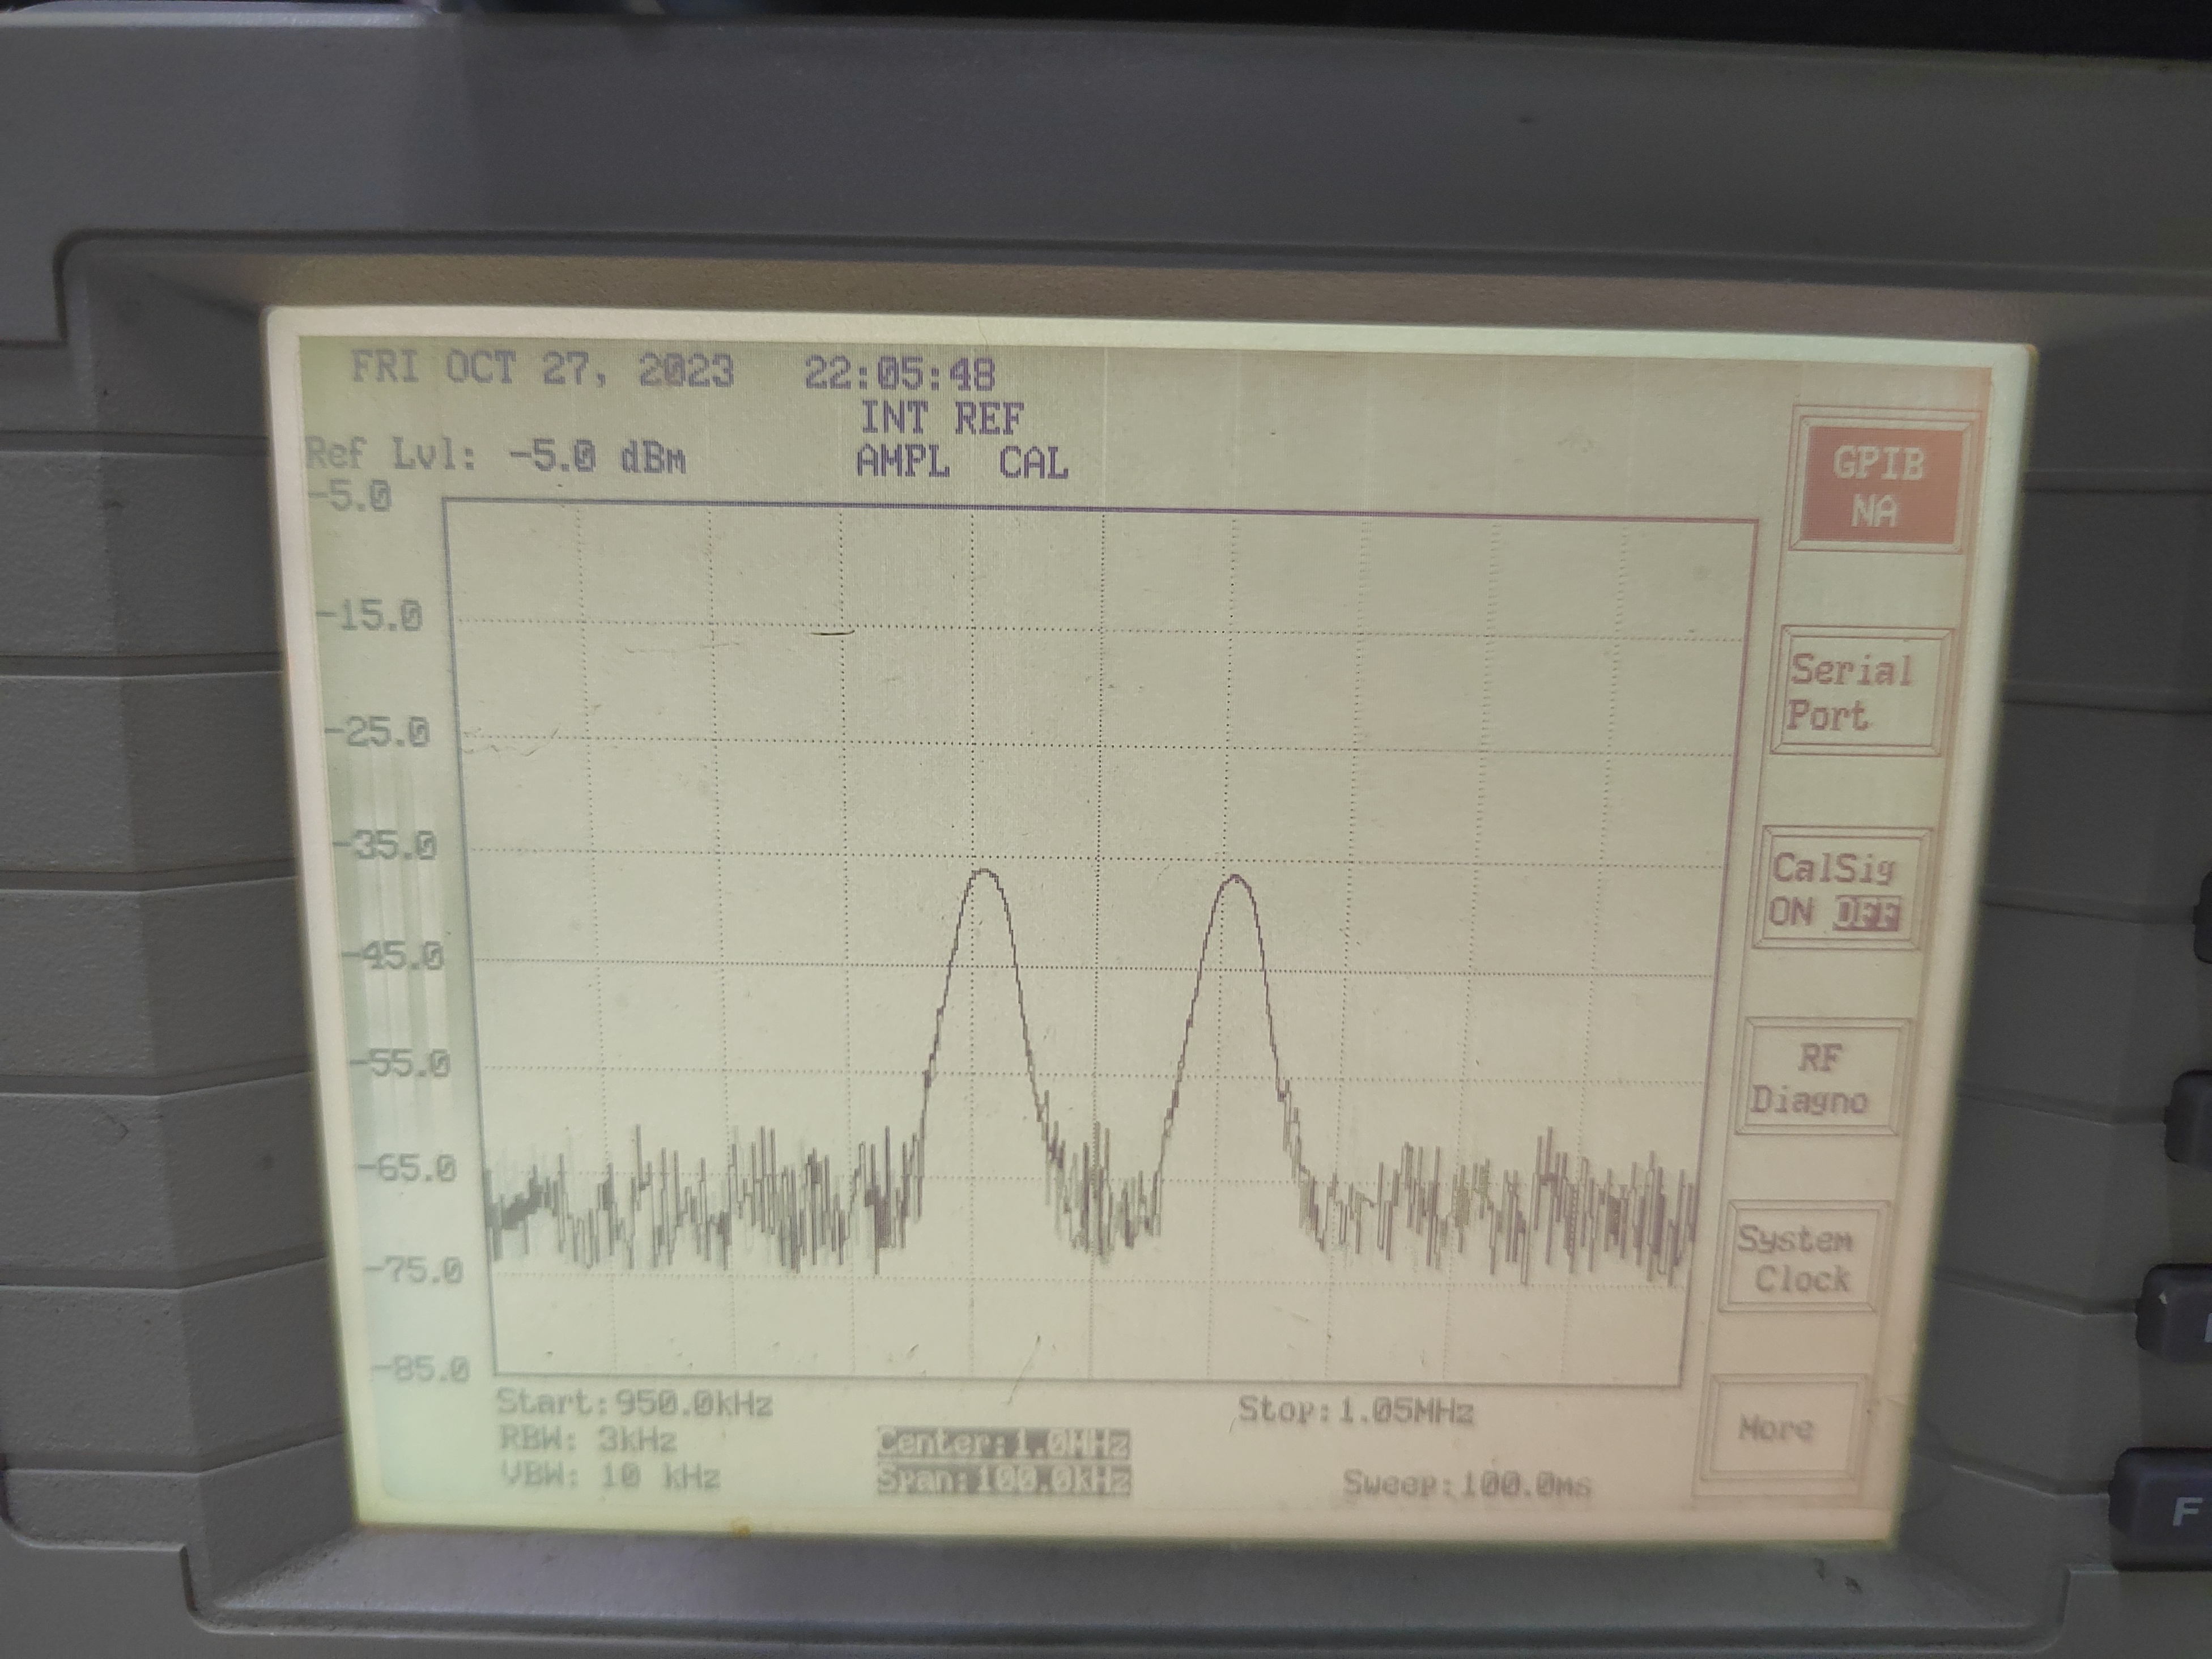 FRI OCT 27, 2023 22:05:48
INT REF
Ref Lvl: -5.0 dBm AMPL CAL
-5.0
-15.0
-25.0
-35.0
-45.0
-55.0
-65.0
-75.0
-85.0
Start:950.0kHz Stop:1.05MHz
RBW: 3kHz Center:1.0MHz
VBW: 10 kHz Span:100.0kHz Sweep:100.0ms
GPIB
NA
Serial
Port
CalSig
ON OFF
RF
Diagno
System
Clock
More
F